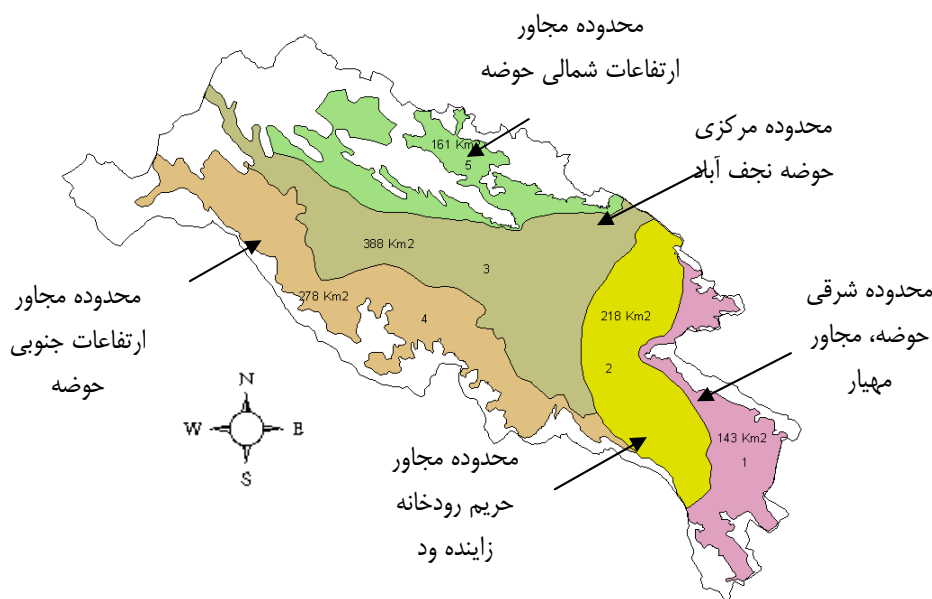 محدوده مجاور
ارتفاعات شمالی حوضه
محدوده مرکزی
حوضه نجف آباد
161 Km2
5
388 Km2
3
محدوده شرقی
حوضه، مجاور
مهیار
محدوده مجاور
ارتفاعات جنوبی
حوضه
278 Km2
4
218 Km2
2
143 Km2
1
N
W
E
S
محدوده مجاور
حریم رودخانه
زاینده ود